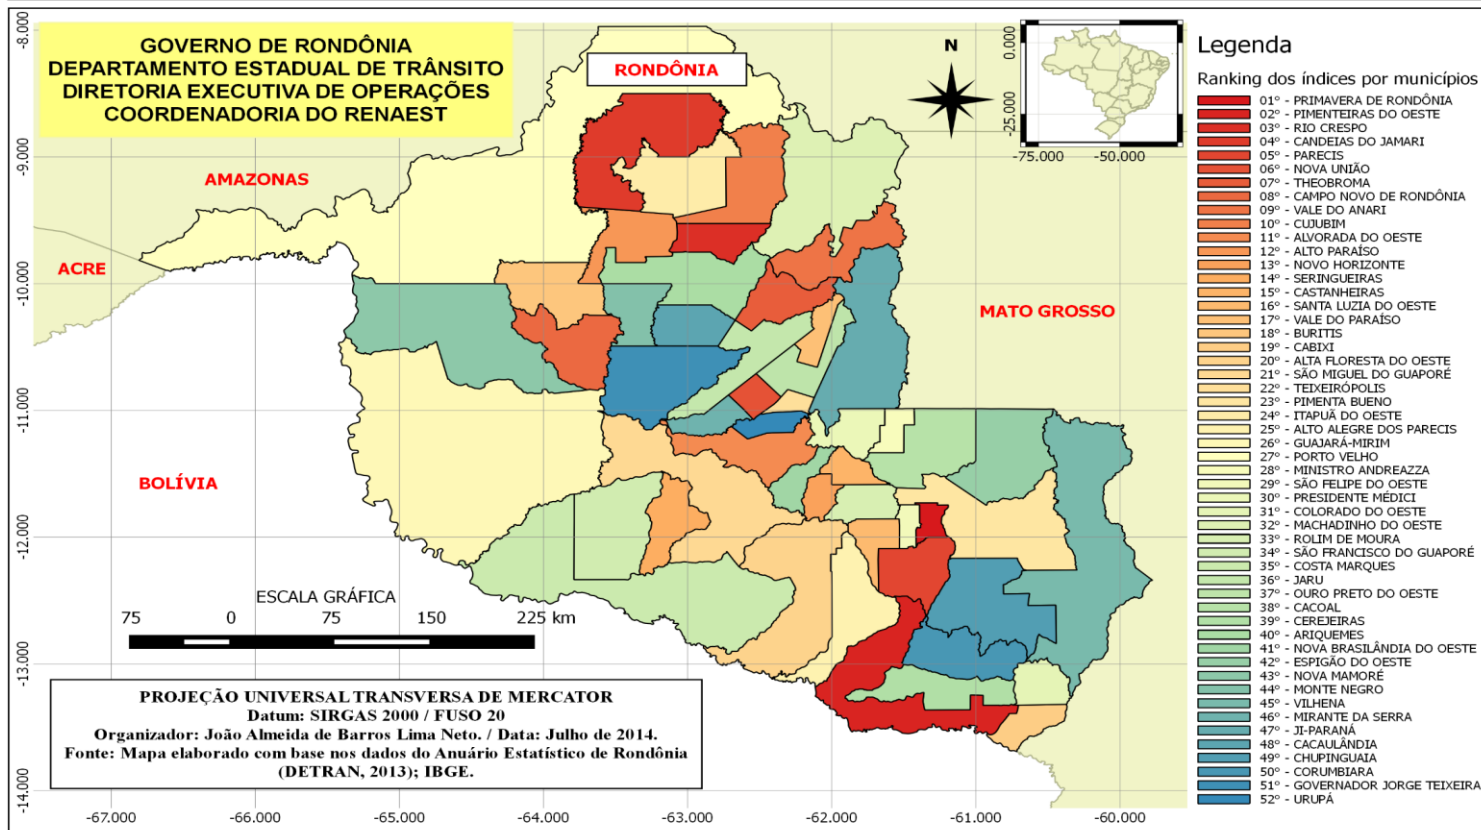 GOVERNO DE RONDÔNIA
DEPARTAMENTO ESTADUAL DE TRÂNSITO
DIRETORIA EXECUTIVA DE OPERAÇÕES
COORDENADORIA DO RENAEST
RONDÔNIA
N
AMAZONAS
ACRE
MATO GROSSO
BOLÍVIA
0.000
-25.000
-75.000
-50.000
Legenda
Ranking dos índices por municípios
01º - PRIMAVERA DE RONDÔNIA
02º - PIMENTEIRAS DO OESTE
03º - RIO CRESPO
04º - CANDEIAS DO JAMARI
05º - PARECIS
06º - NOVA UNIÃO
07º - THEOBROMA
08º - CAMPO NOVO DE RONDÔNIA
09º - VALE DO ANARI
10º - CUJUBIM
11º - ALVORADA DO OESTE
12º - ALTO PARAÍSO
13º - NOVO HORIZONTE
14º - SERINGUEIRAS
15º - CASTANHEIRAS
16º - SANTA LUZIA DO OESTE
17º - VALE DO PARAÍSO
18º - BURITIS
19º - CABIXI
20º - ALTA FLORESTA DO OESTE
21º - SÃO MIGUEL DO GUAPORÉ
22º - TEIXEIRÓPOLIS
23º - PIMENTA BUENO
24º - ITAPUÃ DO OESTE
25º - ALTO ALEGRE DOS PARECIS
26º - GUAJARÁ-MIRIM
27º - PORTO VELHO
28º - MINISTRO ANDREAZZA
29º - SÃO FELIPE DO OESTE
30º - PRESIDENTE MÉDICI
31º - COLORADO DO OESTE
32º - MACHADINHO DO OESTE
33º - ROLIM DE MOURA
34º - SÃO FRANCISCO DO GUAPORÉ
35º - COSTA MARQUES
36º - JARU
37º - OURO PRETO DO OESTE
38º - CACOAL
39º - CEREJEIRAS
40º - ARIQUEMES
41º - NOVA BRASILÂNDIA DO OESTE
42º - ESPIGÃO DO OESTE
43º - NOVA MAMORÉ
44º - MONTE NEGRO
45º - VILHENA
46º - MIRANTE DA SERRA
47º - JI-PARANÁ
48º - CACAULÂNDIA
49º - CHUPINGUAIA
50º - CORUMBIARA
51º - GOVERNADOR JORGE TEIXEIRA
52º - URUPÁ
ESCALA GRÁFICA
75 0 75 150 225 km
PROJEÇÃO UNIVERSAL TRANSVERSA DE MERCATOR
Datum: SIRGAS 2000 / FUSO 20
Organizador: João Almeida de Barros Lima Neto. / Data: Julho de 2014.
Fonte: Mapa elaborado com base nos dados do Anuário Estatístico de Rondônia
(DETRAN, 2013); IBGE.
-8.000
-9.000
-10.000
-11.000
-12.000
-13.000
-14.000
-67.000 -66.000 -65.000 -64.000 -63.000 -62.000 -61.000 -60.000